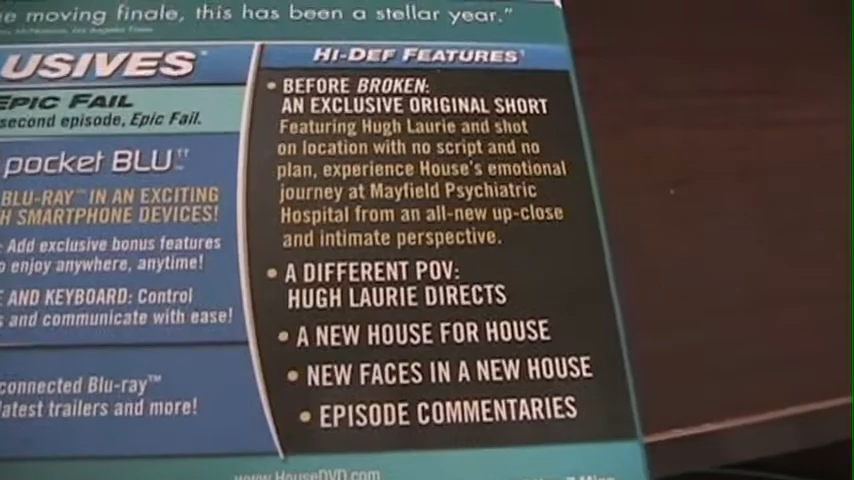 e moving finale, this has been a stellar year."
USIVES
EPIC FAIL
second episode, Epic Fail.
pocket BLU
BLU-RAY™ IN AN EXCITING
H SMARTPHONE DEVICES!
Add exclusive bonus features
o enjoy anywhere, anytime!
E AND KEYBOARD: Control
s and communicate with ease!
connected Blu-ray™
latest trailers and more!
HI-DEF FEATURES
• BEFORE BROKEN:
AN EXCLUSIVE ORIGINAL SHORT
Featuring Hugh Laurie and shot
on location with no script and no
plan, experience House's emotional
journey at Mayfield Psychiatric
Hospital from an all-new up-close
and intimate perspective.
• A DIFFERENT POV:
HUGH LAURIE DIRECTS
• A NEW HOUSE FOR HOUSE
• NEW FACES IN A NEW HOUSE
• EPISODE COMMENTARIES
www.HouseDVD.com